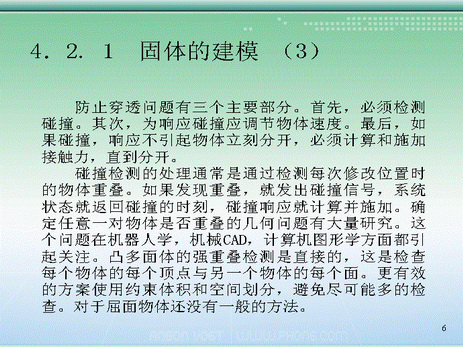 4. 2. 1 固体的建模 （3）
防止穿透问题有三个主要部分。首先，必须检测
碰撞。其次，为响应碰撞应调节物体速度。最后，如
果碰撞，响应不引起物体立刻分开，必须计算和施加
接触力，直到分开。
碰撞检测的处理通常是通过检测每次修改位置时
的物体重叠。如果发现重叠，就发出碰撞信号，系统
状态就返回碰撞的时刻，碰撞响应就计算并施加。确
定任意一对物体是否重叠的几何问题有大量研究。这
个问题在机器人学，机械CAD，计算机图形学方面都引
起关注。凸多面体的强重叠检测是直接的，这是检查
每个物体的每个顶点与另一个物体的每个面。更有效
的方案使用约束体积和空间划分，避免尽可能多的检
查。对于屈面物体还没有一般的方法。
6